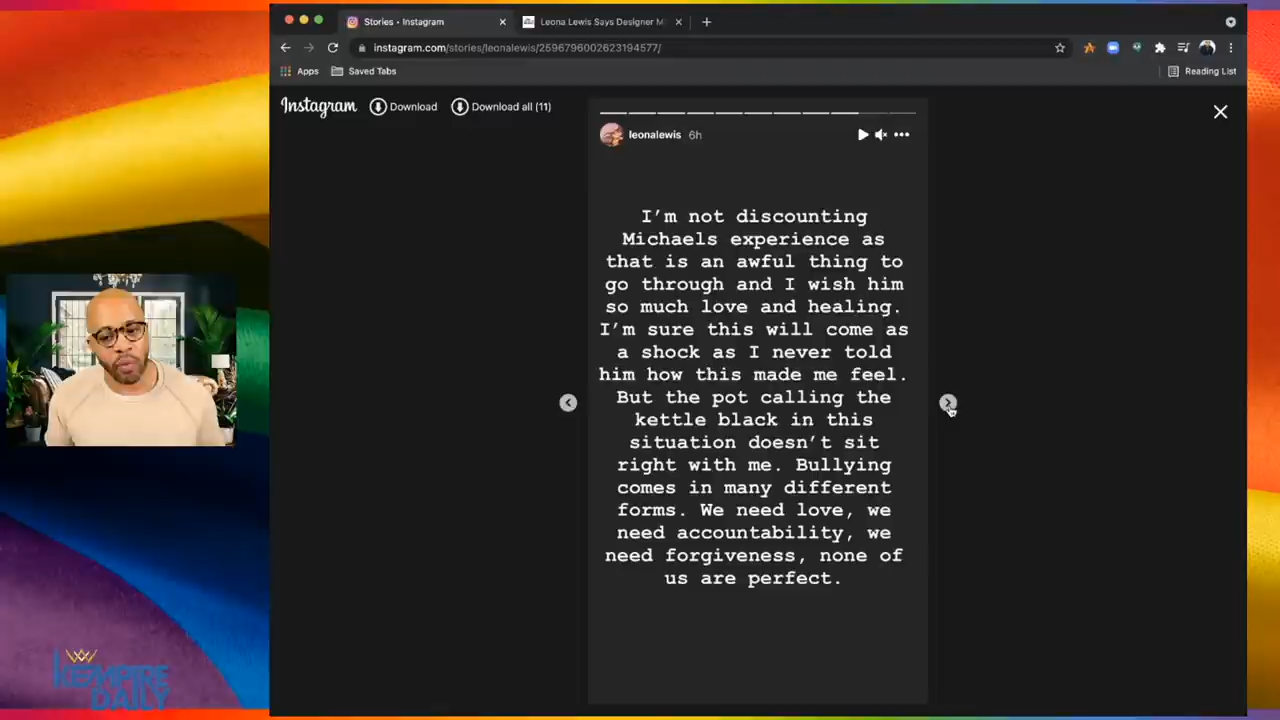 Stories • Instagram
Leona Lewis Says Designer M
instagram.com/stories/leonalewis/2596796002623194577/
Apps
Saved Tabs
Reading List
Instagram
Download
Download all (11)
leonalewis 6h
I'm not discounting
Michaels experience as
that is an awful thing to
go through and I wish him
so much love and healing.
I'm sure this will come as
a shock as I never told
him how this made me feel.
But the pot calling the
kettle black in this
situation doesn't sit
right with me. Bullying
comes in many different
forms. We need love, we
need accountability, we
need forgiveness, none of
us are perfect.
KEMPIRE
DAILY